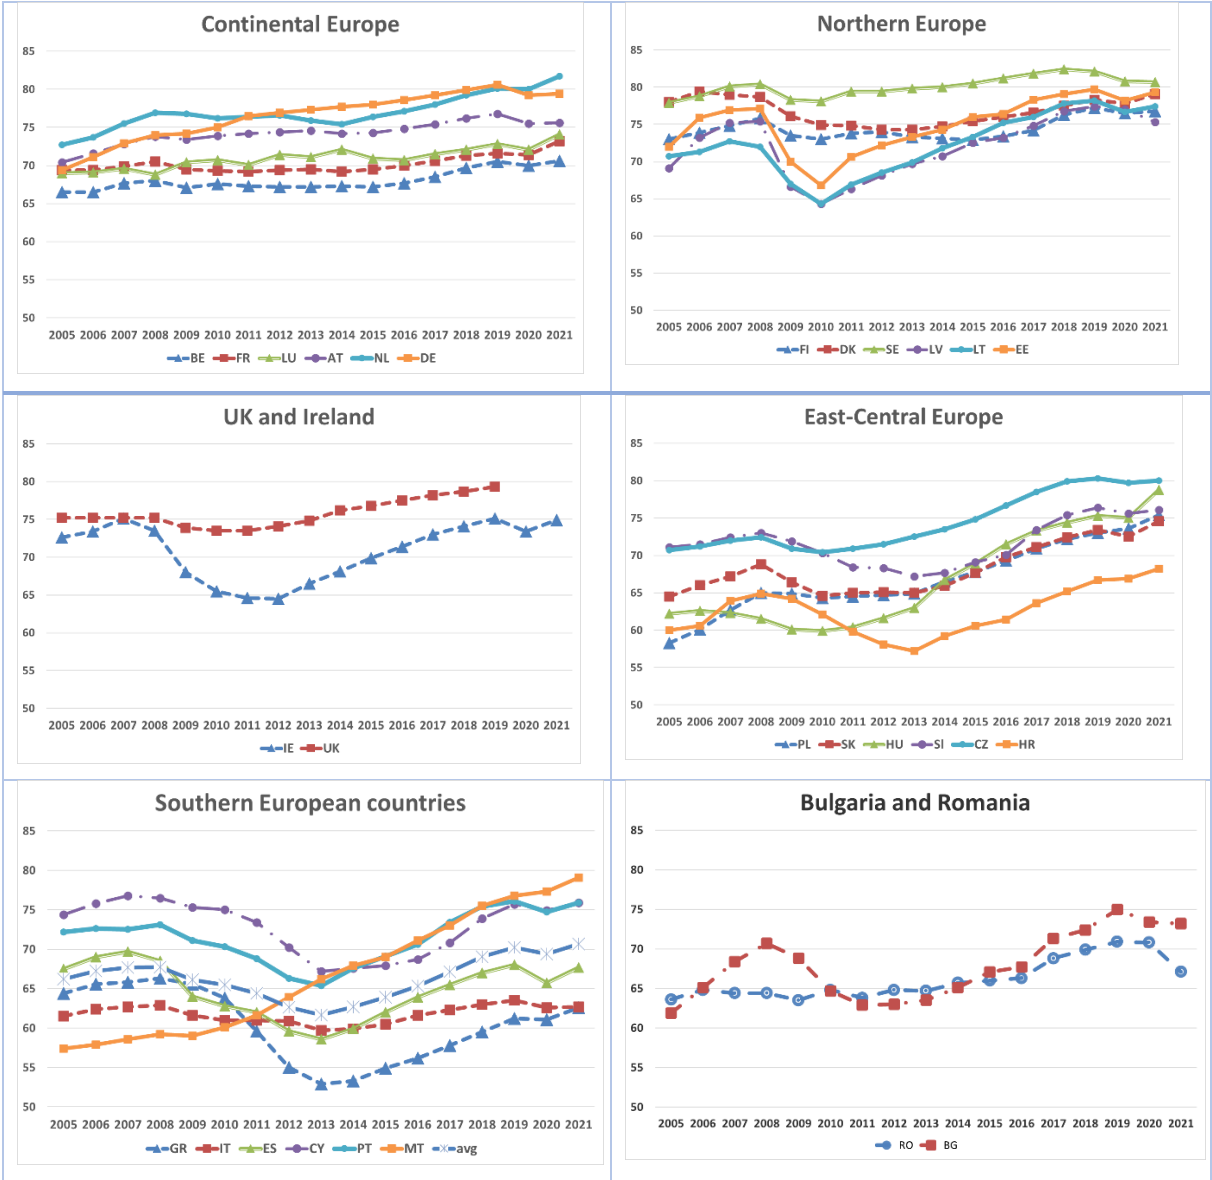 Continental Europe
85
80
75
70
65
60
55
50
2005 2006 2007 2008 2009 2010 2011 2012 2013 2014 2015 2016 2017 2018 2019 2020 2021
BE FR LU AT NL DE
Northern Europe
85
80
75
70
65
60
55
50
2005 2006 2007 2008 2009 2010 2011 2012 2013 2014 2015 2016 2017 2018 2019 2020 2021
FI DK SE LV LT EE
UK and Ireland
85
80
75
70
65
60
55
50
2005 2006 2007 2008 2009 2010 2011 2012 2013 2014 2015 2016 2017 2018 2019 2020 2021
IE UK
East-Central Europe
85
80
75
70
65
60
55
50
2005 2006 2007 2008 2009 2010 2011 2012 2013 2014 2015 2016 2017 2018 2019 2020 2021
PL SK HU SI CZ HR
Southern European countries
85
80
75
70
65
60
55
50
2005 2006 2007 2008 2009 2010 2011 2012 2013 2014 2015 2016 2017 2018 2019 2020 2021
GR IT ES CY PT MT avg
Bulgaria and Romania
85
80
75
70
65
60
55
50
2005 2006 2007 2008 2009 2010 2011 2012 2013 2014 2015 2016 2017 2018 2019 2020 2021
RO BG